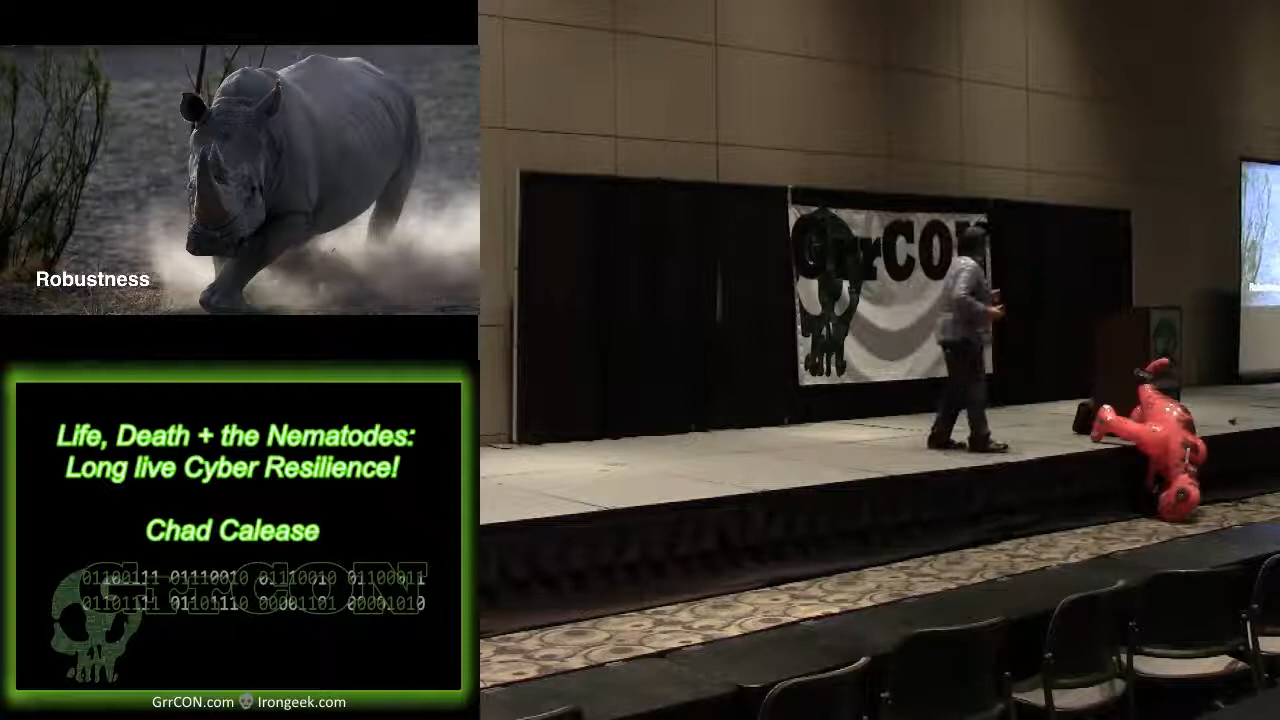 Robustness
GrrCON
Life, Death + the Nematodes:
Long live Cyber Resilience!
Chad Calease
01100111 01110010 01110010 01100011
01101111 01101110 00001101 00001010
GrrCON
GrrCON.com Irongeek.com